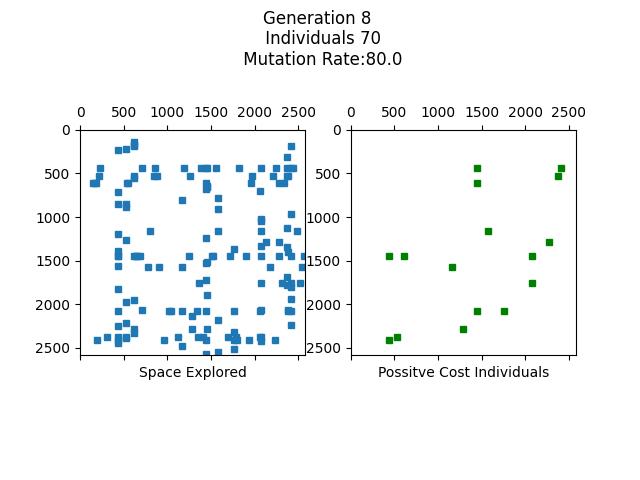 Generation 8
Individuals 70
Mutation Rate:80.0
0 500 1000 1500 2000 2500
0 500 1000 1500 2000 2500
0
500
1000
1500
2000
2500
0
500
1000
1500
2000
2500
Space Explored
Possitve Cost Individuals